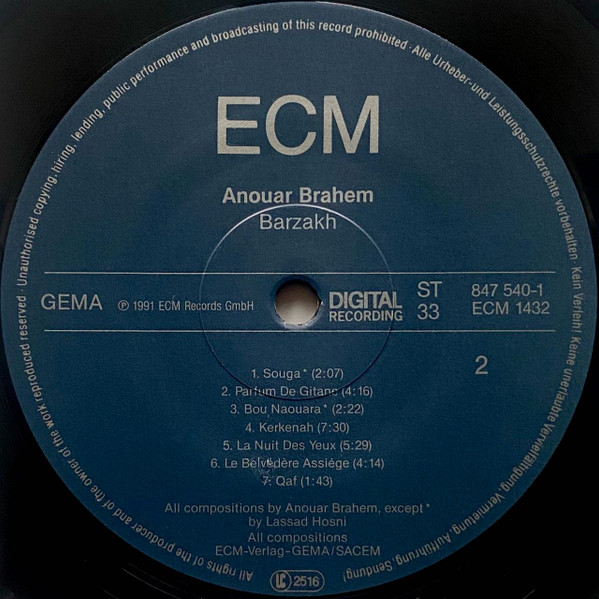 All rights of the producer and of the owner of the work reproduced reserved · Unauthorised copying, hiring, lending, public performance and broadcasting of this record prohibited · Alle Urheber- und Leistungsschutzrechte vorbehalten · Kein Verleih! Keine unerlaubte Vervielfältigung, Vermietung, Aufführung, Sendung!
ECM
Anouar Brahem
Barzakh
GEMA ℗ 1991 ECM Records GmbH DIGITAL RECORDING ST 33 847 540-1 ECM 1432
2
1. Souga* (2:07)
2. Parfum De Gitane (4:16)
3. Bou Naouara* (2:22)
4. Kerkenah (7:30)
5. La Nuit Des Yeux (5:29)
6. Le Belvédère Assiégé (4:14)
7. Qaf (1:43)
All compositions by Anouar Brahem, except*
by Lassad Hosni
All compositions
ECM-Verlag-GEMA/SACEM
LC 2516